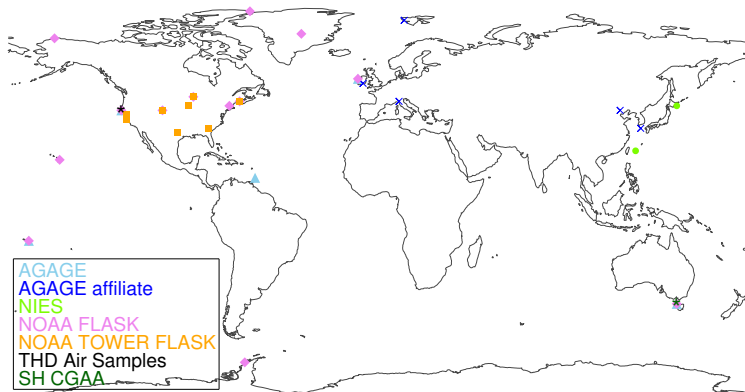 AGAGE
AGAGE affiliate
NIES
NOAA FLASK
NOAA TOWER FLASK
THD Air Samples
SH CGAA